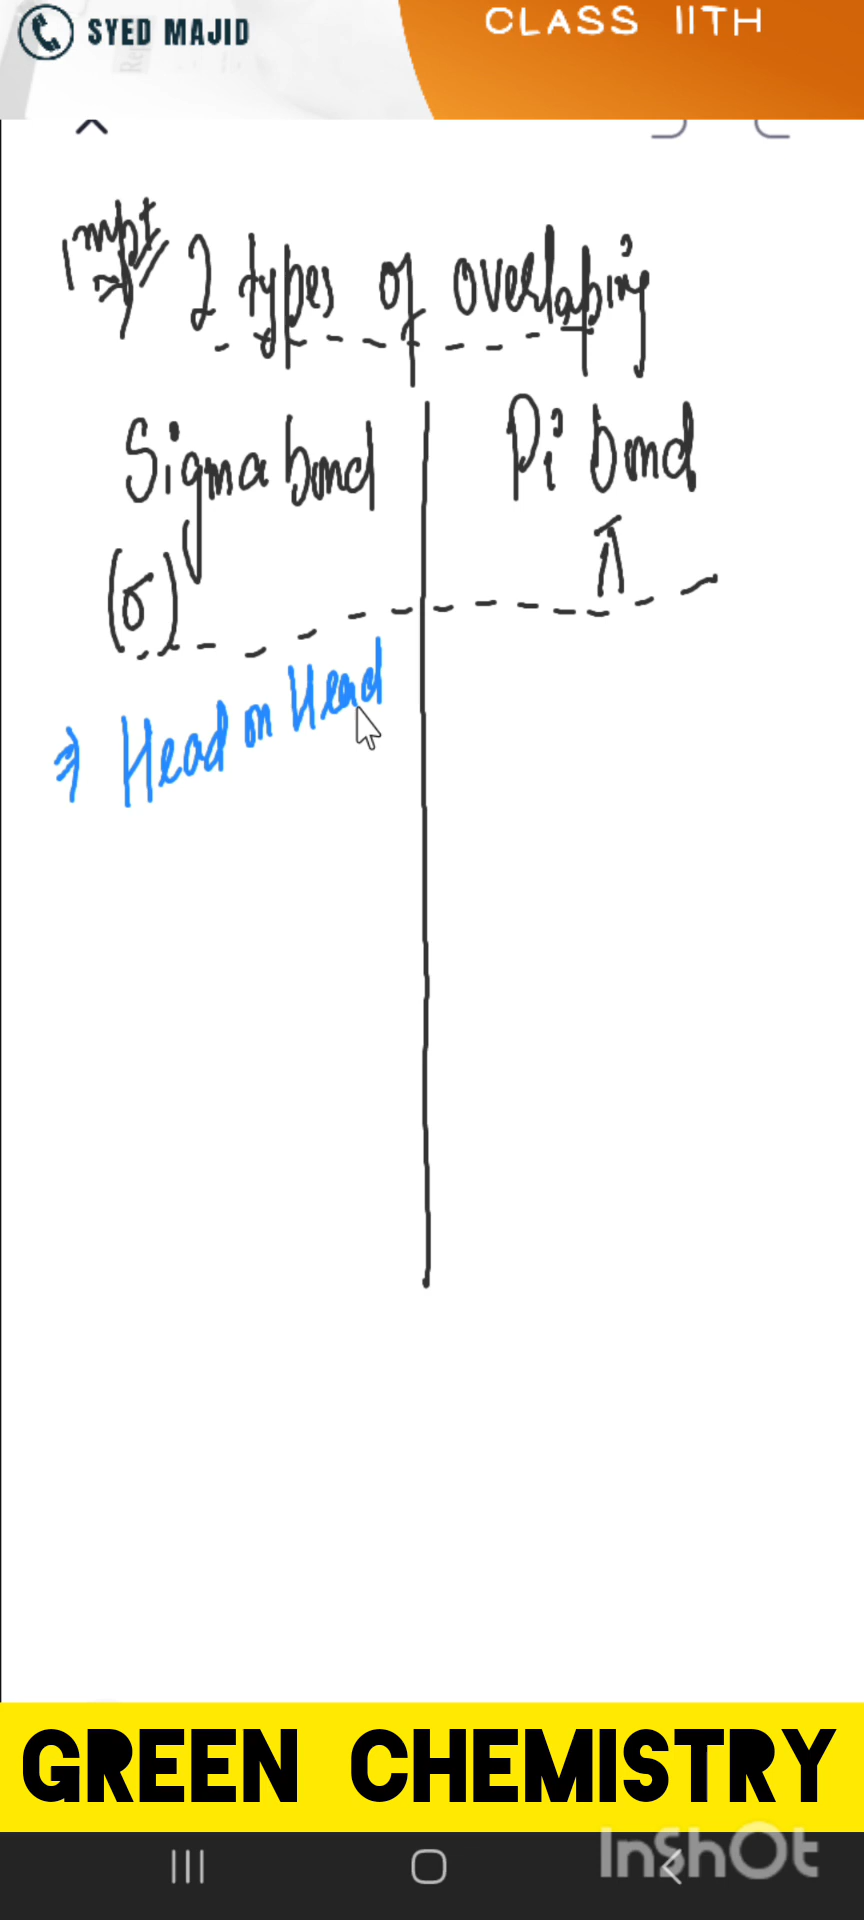 SYED MAJID
CLASS 11TH
Impt
2 types of overlaping
Sigma bond
Pi bond
(σ)
π
⇒ Head on Head
GREEN CHEMISTRY
InShOt